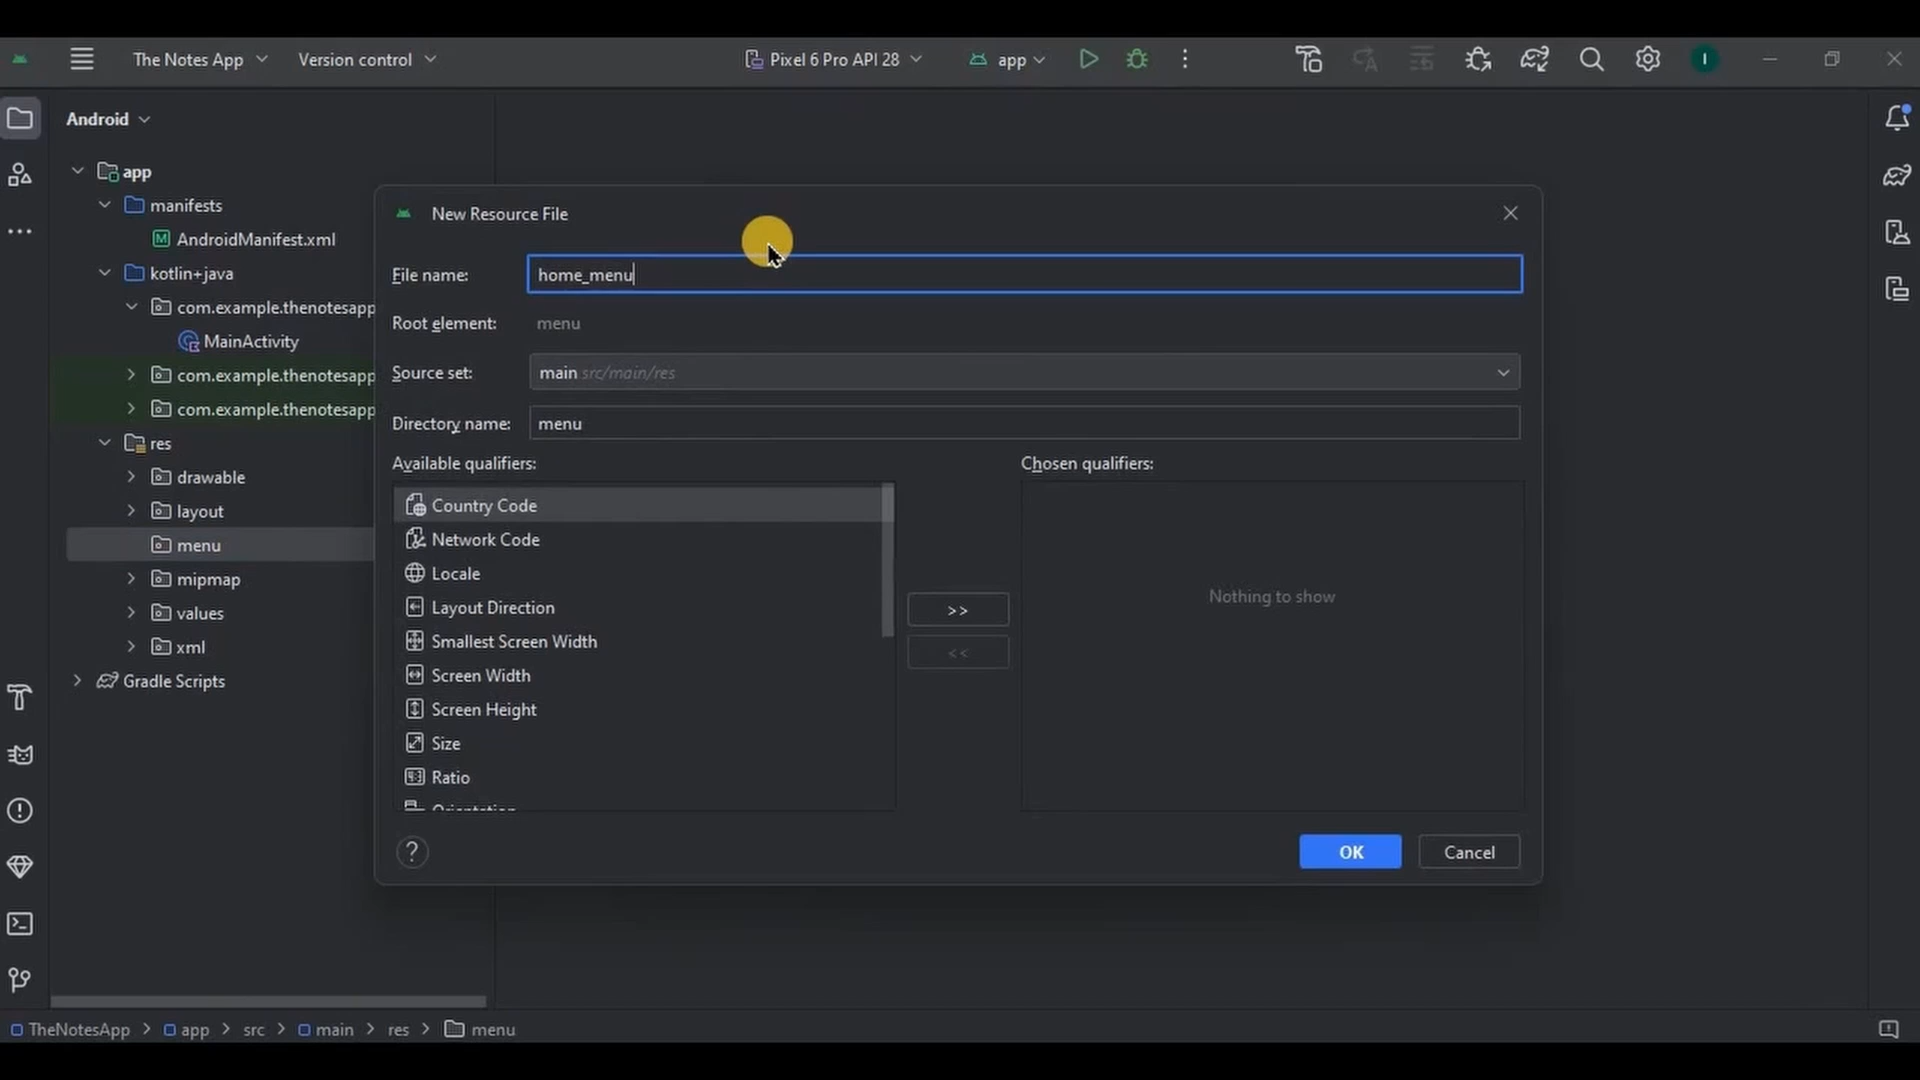 The Notes App
Version control
Pixel 6 Pro API 28
app
I
Android
app
manifests
M AndroidManifest.xml
kotlin+java
com.example.thenotesapp
MainActivity
com.example.thenotesapp
com.example.thenotesapp
res
drawable
layout
menu
mipmap
values
xml
Gradle Scripts
New Resource File
File name:
home_menu
Root element:
menu
Source set:
main src/main/res
Directory name:
menu
Available qualifiers:
Country Code
Network Code
Locale
Layout Direction
Smallest Screen Width
Screen Width
Screen Height
Size
Ratio
Orientation
>>
<<
Chosen qualifiers:
Nothing to show
?
OK
Cancel
TheNotesApp > app > src > main > res > menu